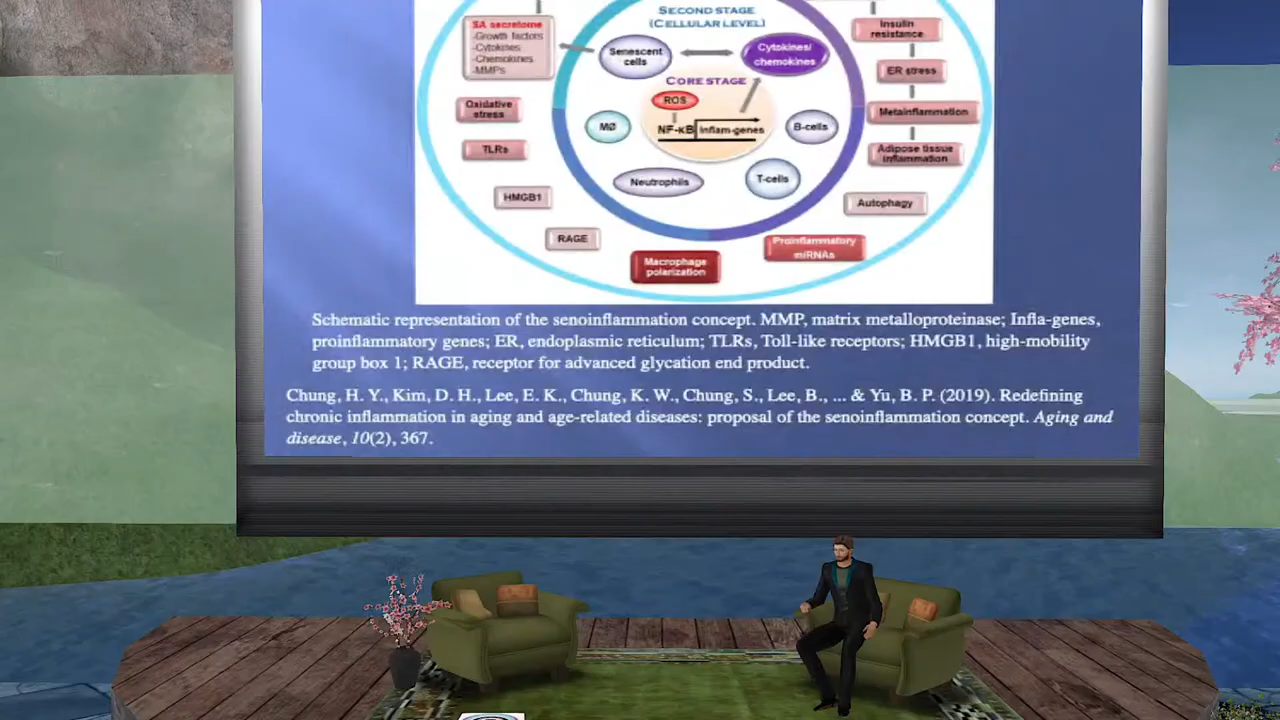 SECOND STAGE
(CELLULAR LEVEL)
SA secretome
-Growth factors
-Cytokines
-Chemokines
-MMPs
Senescent
cells
Cytokines/
chemokines
Insulin
resistance
ER stress
CORE STAGE
ROS
NF-κB
Inflam-genes
Oxidative
stress
MØ
B-cells
Metainflammation
TLRs
Adipose tissue
inflammation
Neutrophils
T-cells
HMGB1
Autophagy
RAGE
Proinflammatory
miRNAs
Macrophage
polarization
Schematic representation of the senoinflammation concept. MMP, matrix metalloproteinase; Infla-genes,
proinflammatory genes; ER, endoplasmic reticulum; TLRs, Toll-like receptors; HMGB1, high-mobility
group box 1; RAGE, receptor for advanced glycation end product.
Chung, H. Y., Kim, D. H., Lee, E. K., Chung, K. W., Chung, S., Lee, B., ... & Yu, B. P. (2019). Redefining
chronic inflammation in aging and age-related diseases: proposal of the senoinflammation concept. Aging and
disease, 10(2), 367.